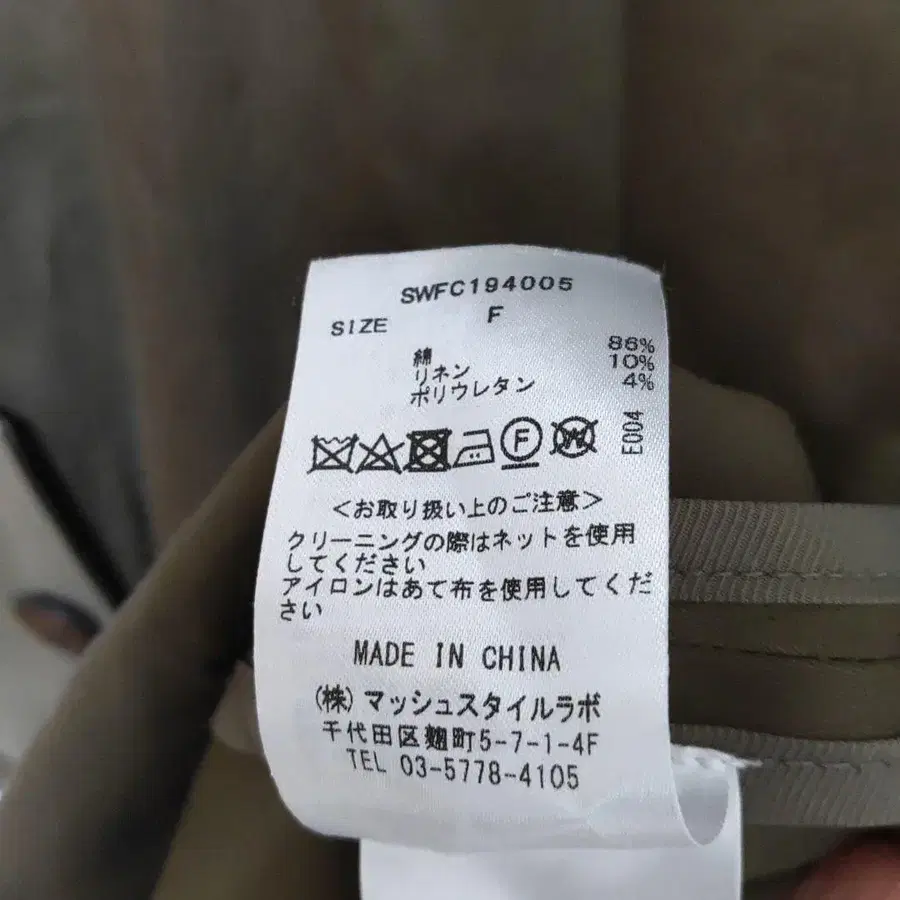 SWFC194005
SIZE F
綿 86%
リネン 10%
ポリウレタン 4%
F W E004
<お取り扱い上のご注意>
クリーニングの際はネットを使用
してください
アイロンはあて布を使用してくだ
さい
MADE IN CHINA
(株)マッシュスタイルラボ
千代田区麹町5-7-1-4F
TEL 03-5778-4105